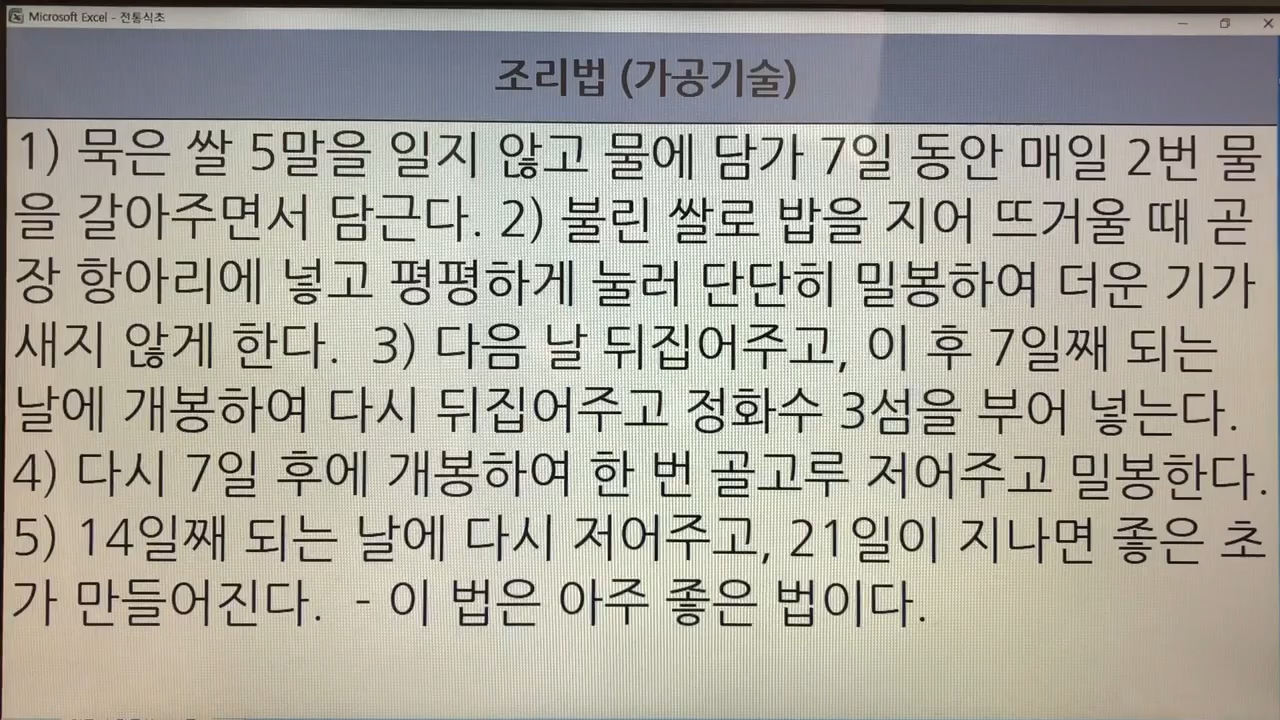 Microsoft Excel - 전통식초
조리법 (가공기술)
1) 묵은 쌀 5말을 일지 않고 물에 담가 7일 동안 매일 2번 물
을 갈아주면서 담근다. 2) 불린 쌀로 밥을 지어 뜨거울 때 곧
장 항아리에 넣고 평평하게 눌러 단단히 밀봉하여 더운 기가
새지 않게 한다.  3) 다음 날 뒤집어주고, 이 후 7일째 되는
날에 개봉하여 다시 뒤집어주고 정화수 3섬을 부어 넣는다.
4) 다시 7일 후에 개봉하여 한 번 골고루 저어주고 밀봉한다.
5) 14일째 되는 날에 다시 저어주고, 21일이 지나면 좋은 초
가 만들어진다.  - 이 법은 아주 좋은 법이다.